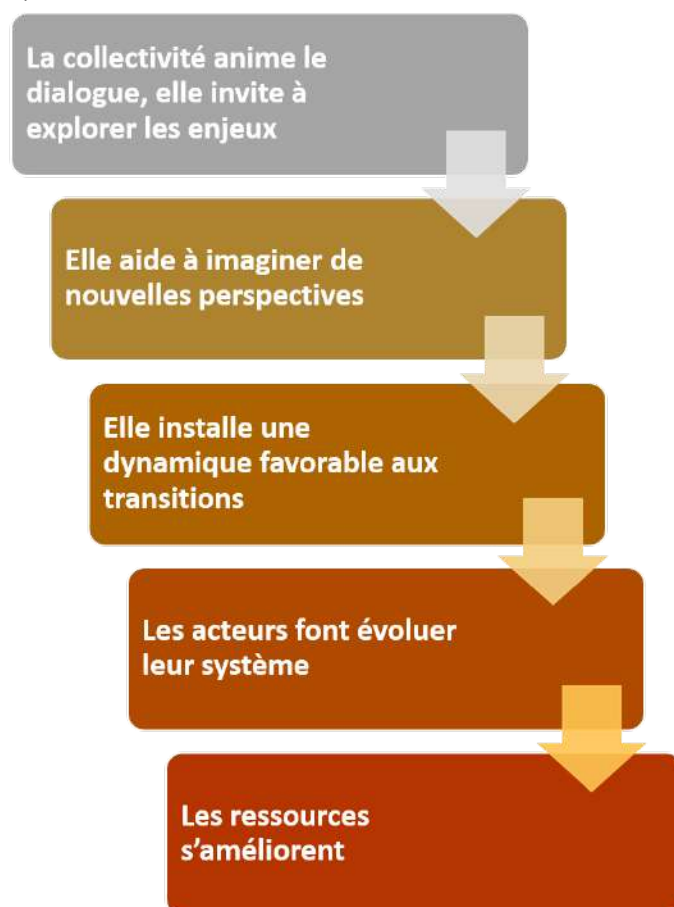 La collectivité anime le
dialogue, elle invite à
explorer les enjeux
Elle aide à imaginer de
nouvelles perspectives
Elle installe une
dynamique favorable aux
transitions
Les acteurs font évoluer
leur système
Les ressources
s’améliorent